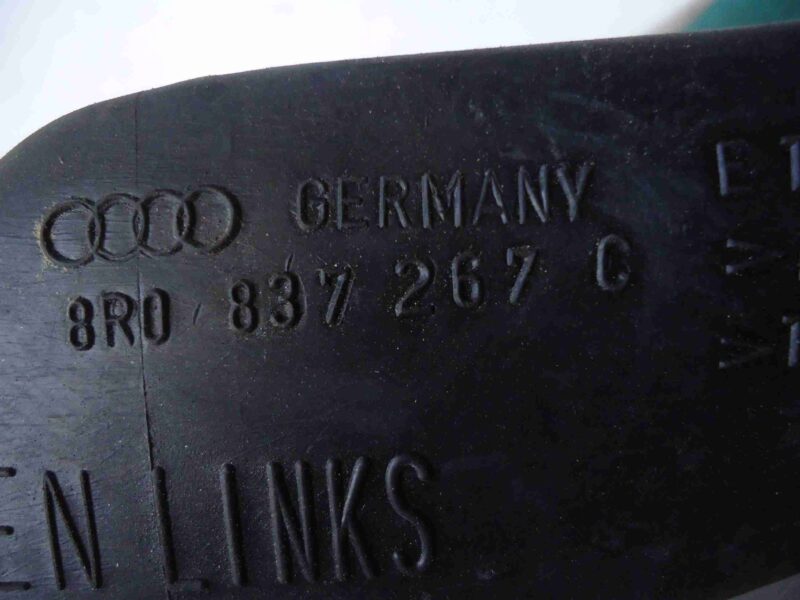 GERMANY
8R0 837 267 C
EN LINKS